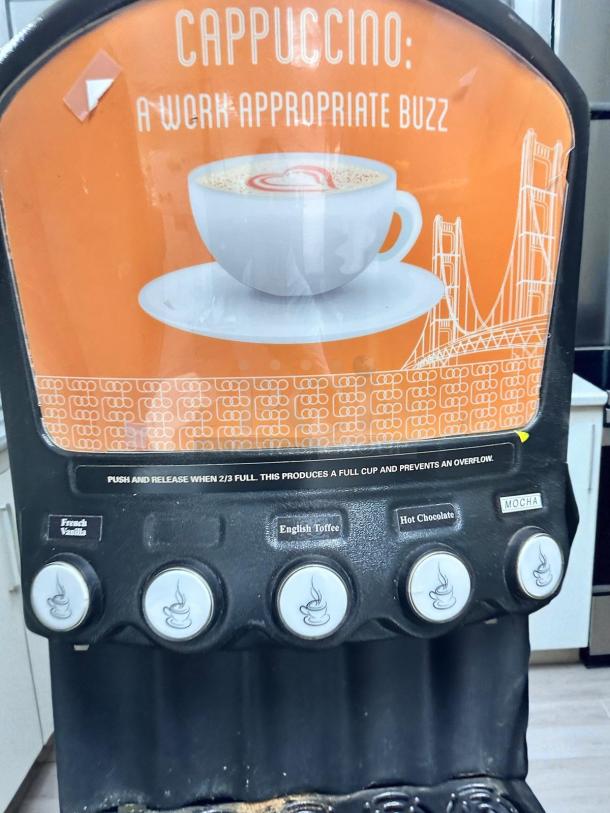 CAPPUCCINO:
A WORK APPROPRIATE BUZZ
PUSH AND RELEASE WHEN 2/3 FULL. THIS PRODUCES A FULL CUP AND PREVENTS AN OVERFLOW.
French
Vanilla
English Toffee
Hot Chocolate
MOCHA